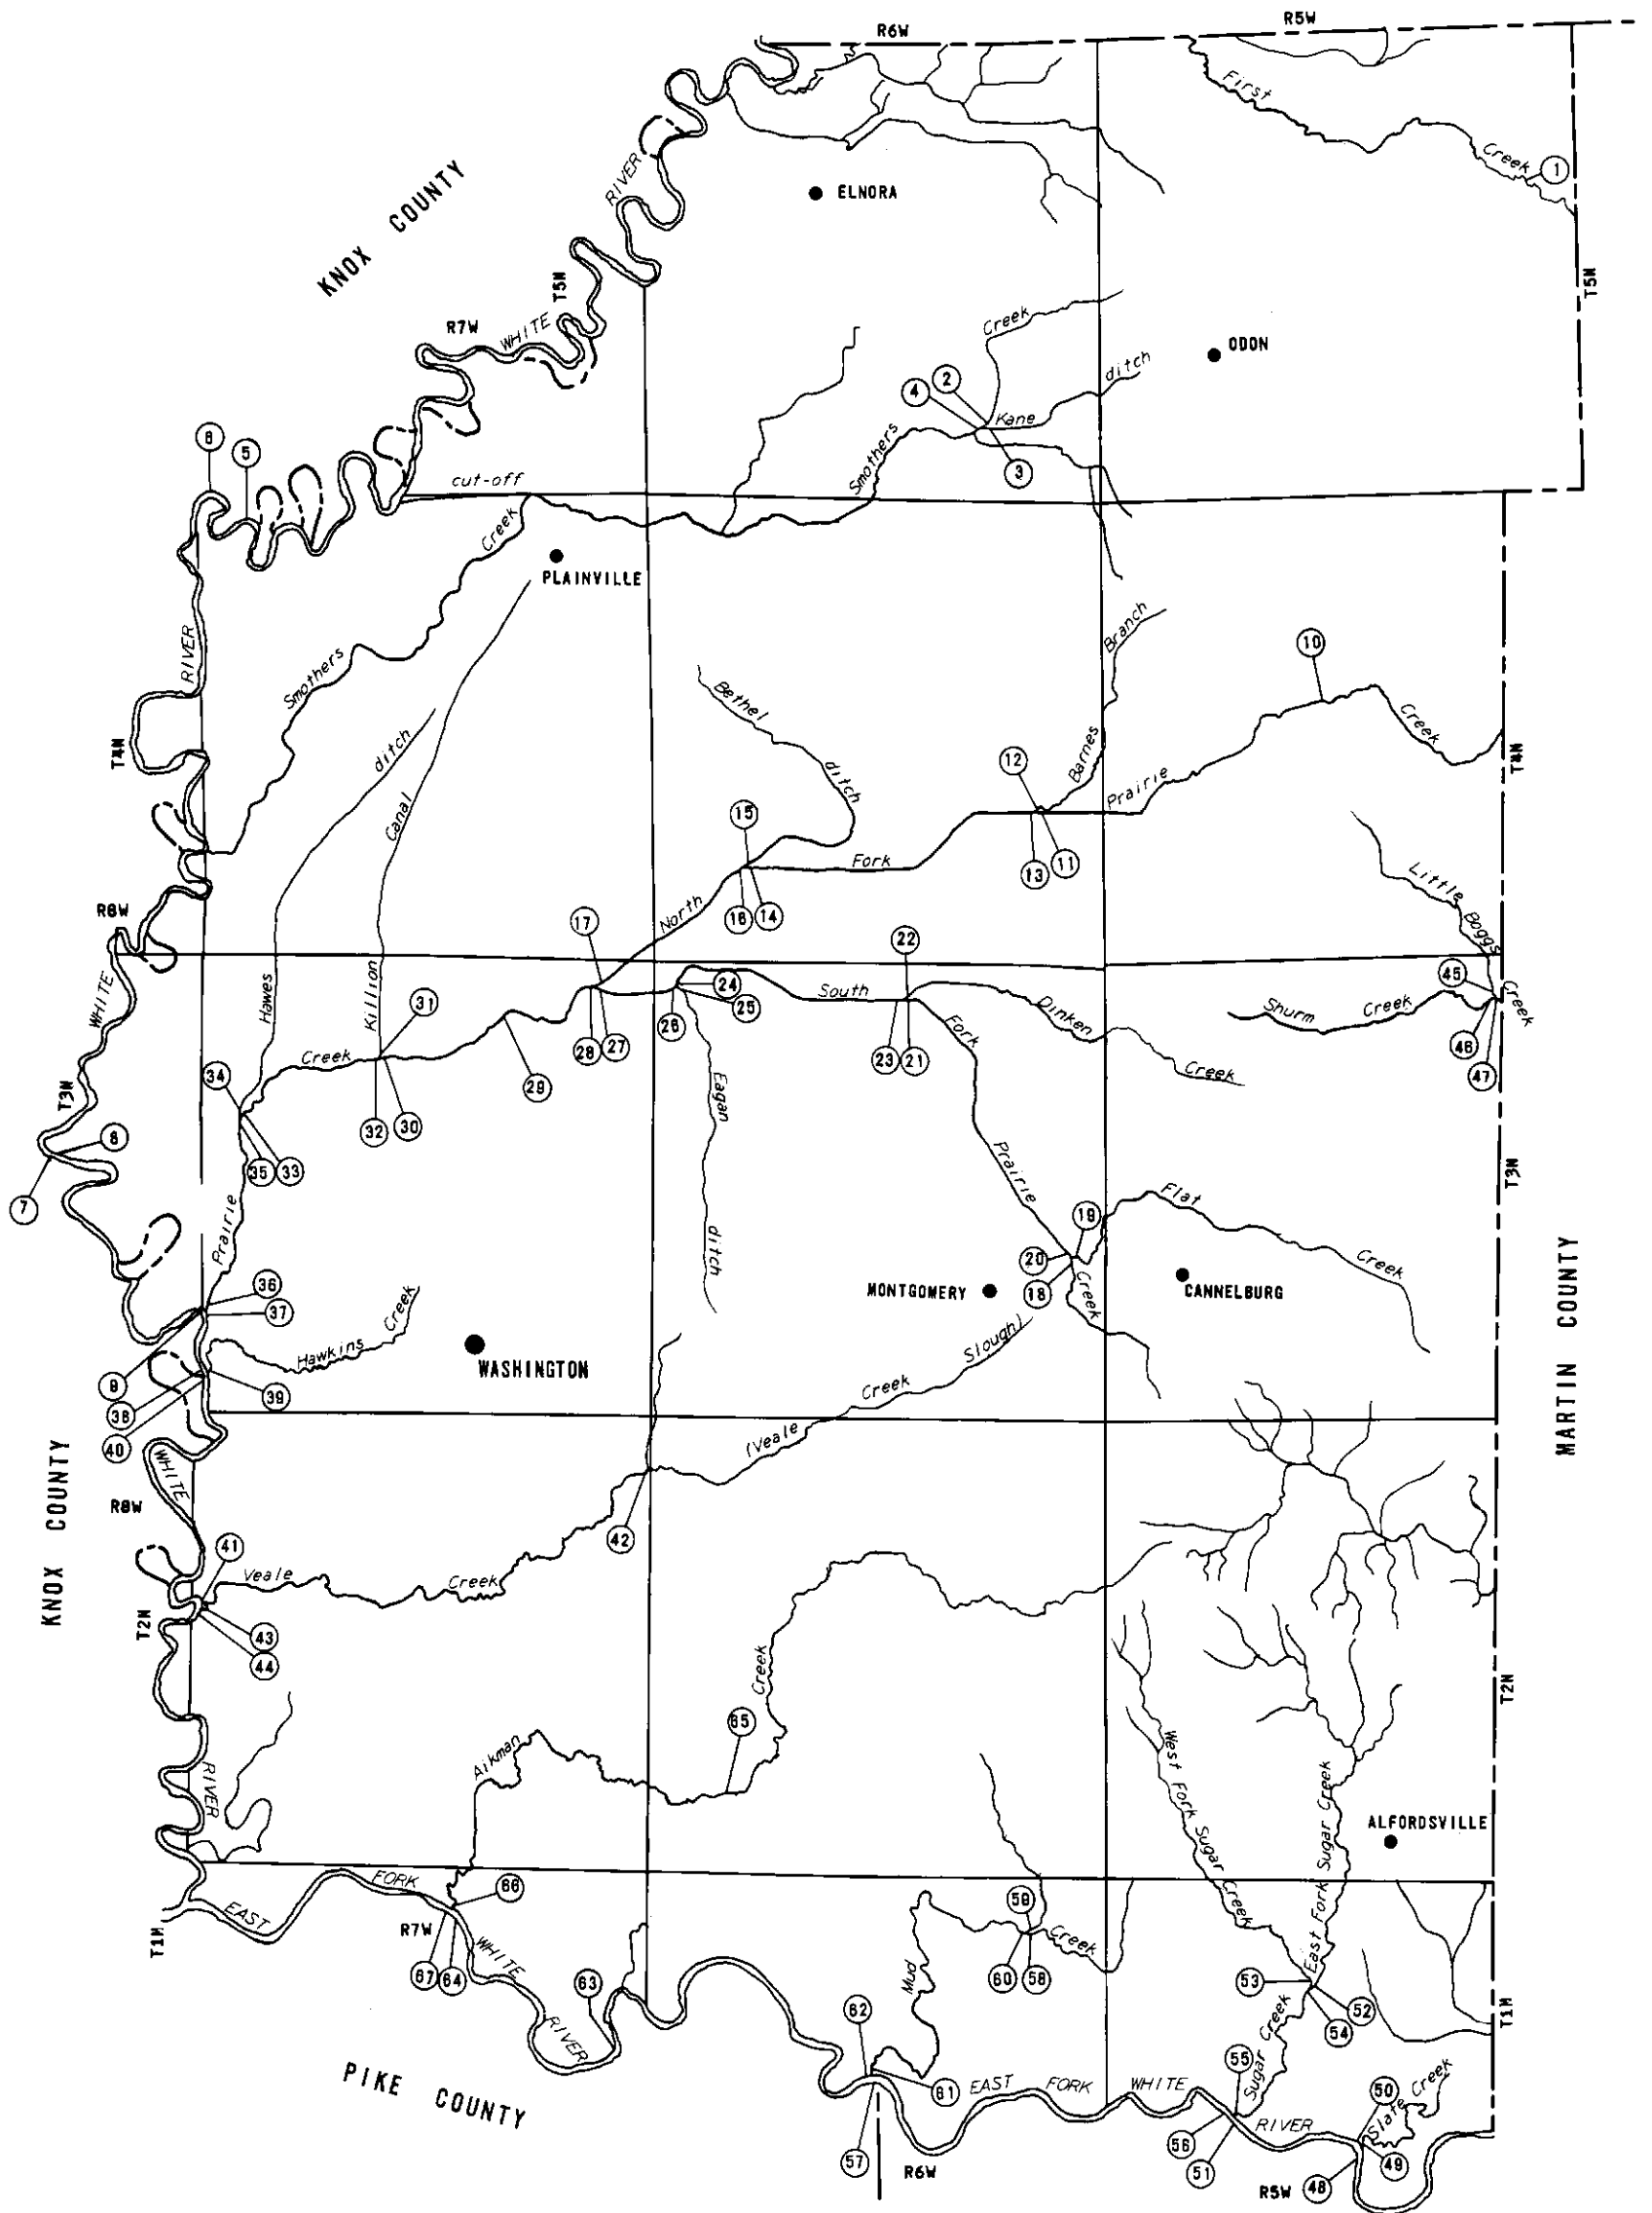 R6W
R5W
First
Creek
1
KNOX COUNTY
RIVER
ELNORA
T5N
T5N
R7W
WHITE
Creek
ODON
ditch
2
4
Kane
3
Smothers
6
5
cut-off
Creek
PLAINVILLE
RIVER
Smothers
Branch
10
Bethel
ditch
Creek
T4N
T4N
ditch
Canal
12
Barnes
Prairie
15
Fork
13
11
Little
Boggs
R8W
North
16
14
17
22
WHITE
Hawes
Killion
31
24
25
26
South
Dinken
Shurm
Creek
45
Creek
Creek
28
27
23
21
Fork
Creek
46
47
34
29
T3N
Eagan
32
30
8
35
33
Prairie
T3N
7
Prairie
ditch
19
Flat
20
Creek
36
37
MONTGOMERY
18
Creek
CANNELBURG
MARTIN COUNTY
Hawkins
Creek
WASHINGTON
Slough)
9
39
38
Creek
40
(Veale
KNOX COUNTY
WHITE
R8W
42
41
Veale
Creek
T2N
43
44
Creek
T2N
65
Aikman
West Fork Sugar Creek
RIVER
East Fork Sugar Creek
ALFORDSVILLE
FORK
66
EAST
59
T1N
R7W
WHITE
Creek
67
64
63
Mud
60
58
53
52
RIVER
62
Sugar Creek
54
T1N
55
PIKE COUNTY
61
EAST
FORK
WHITE
50
Slate Creek
RIVER
56
57
R6W
51
49
R5W
48